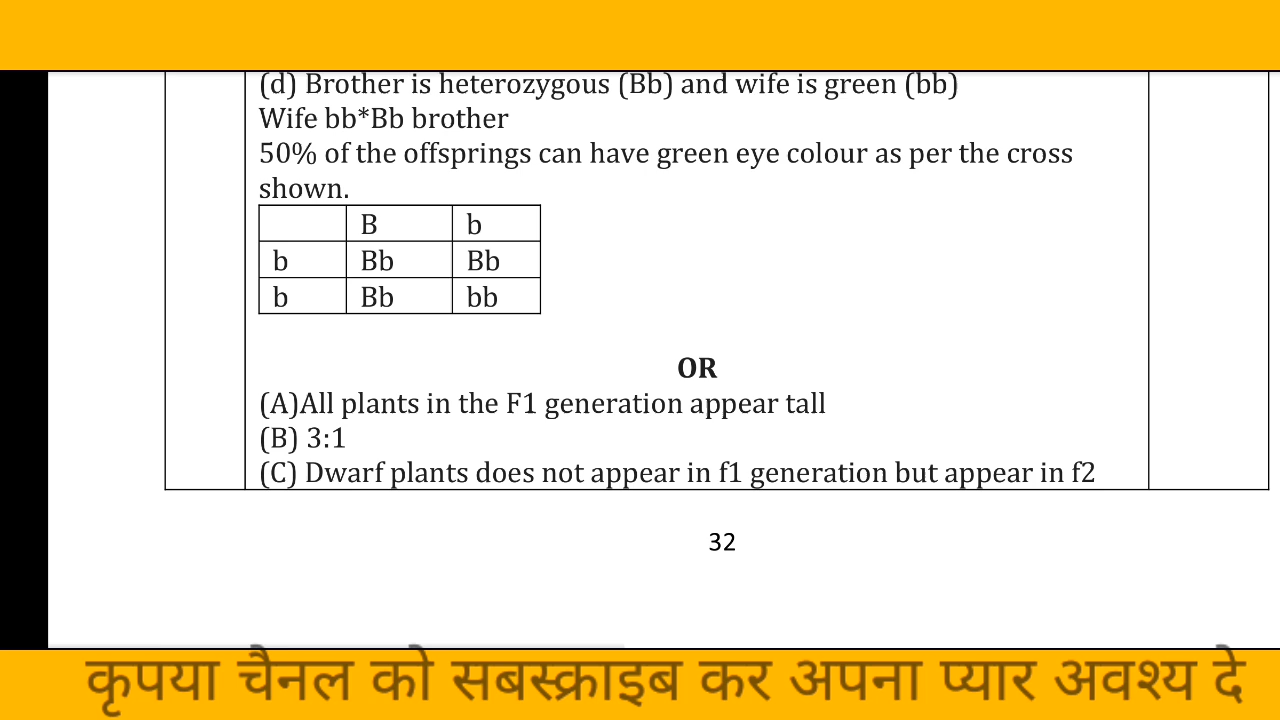 (d) Brother is heterozygous (Bb) and wife is green (bb)
Wife bb*Bb brother
50% of the offsprings can have green eye colour as per the cross
shown.
B b
b Bb Bb
b Bb bb
OR
(A)All plants in the F1 generation appear tall
(B) 3:1
(C) Dwarf plants does not appear in f1 generation but appear in f2
32
कृपया चैनल को सबस्क्राइब कर अपना प्यार अवश्य दे